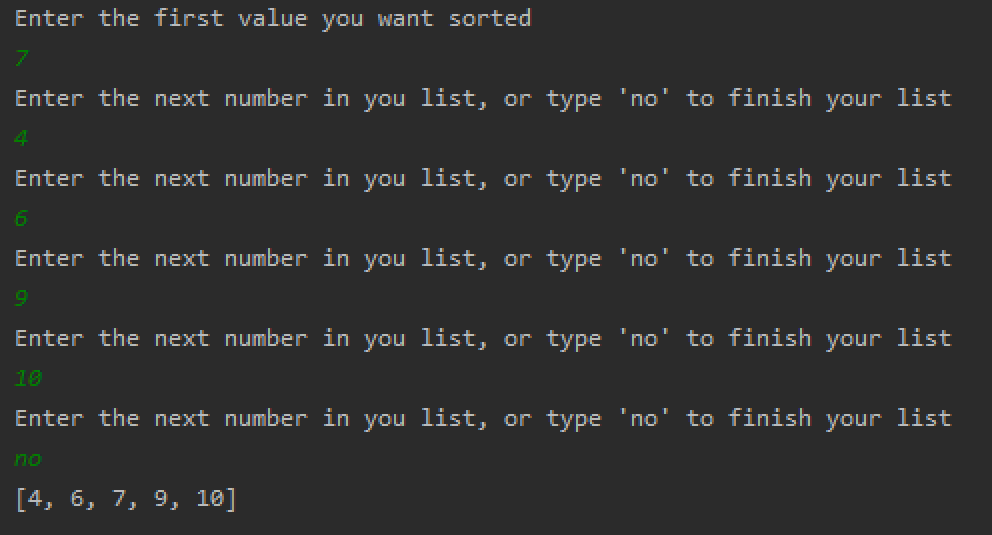 Enter the first value you want sorted
7
Enter the next number in you list, or type 'no' to finish your list
4
Enter the next number in you list, or type 'no' to finish your list
6
Enter the next number in you list, or type 'no' to finish your list
9
Enter the next number in you list, or type 'no' to finish your list
10
Enter the next number in you list, or type 'no' to finish your list
no
[4, 6, 7, 9, 10]